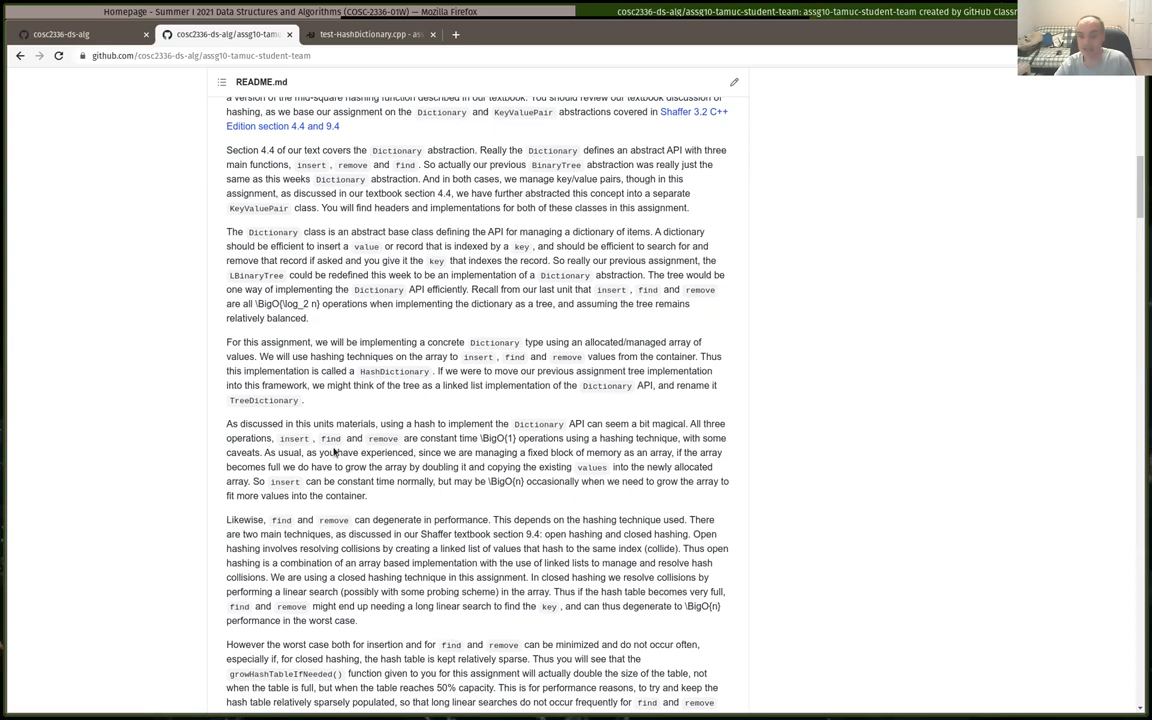 Homepage - Summer I 2021 Data Structures and Algorithms (COSC-2336-01W) — Mozilla Firefox
cosc2336-ds-alg/assg10-tamuc-student-team: assg10-tamuc-student-team created by GitHub Classr
cosc2336-ds-alg
cosc2336-ds-alg/assg10-tamu
test-HashDictionary.cpp - ass
github.com/cosc2336-ds-alg/assg10-tamuc-student-team
README.md
a version of the mid-square hashing function described in our textbook. You should review our textbook discussion of
hashing, as we base our assignment on the Dictionary and KeyValuePair abstractions covered in Shaffer 3.2 C++
Edition section 4.4 and 9.4
Section 4.4 of our text covers the Dictionary abstraction. Really the Dictionary defines an abstract API with three
main functions, insert, remove and find. So actually our previous BinaryTree abstraction was really just the
same as this weeks Dictionary abstraction. And in both cases, we manage key/value pairs, though in this
assignment, as discussed in our textbook section 4.4, we have further abstracted this concept into a separate
KeyValuePair class. You will find headers and implementations for both of these classes in this assignment.
The Dictionary class is an abstract base class defining the API for managing a dictionary of items. A dictionary
should be efficient to insert a value or record that is indexed by a key, and should be efficient to search for and
remove that record if asked and you give it the key that indexes the record. So really our previous assignment, the
LBinaryTree could be redefined this week to be an implementation of a Dictionary abstraction. The tree would be
one way of implementing the Dictionary API efficiently. Recall from our last unit that insert, find and remove
are all \BigO{\log_2 n} operations when implementing the dictionary as a tree, and assuming the tree remains
relatively balanced.
For this assignment, we will be implementing a concrete Dictionary type using an allocated/managed array of
values. We will use hashing techniques on the array to insert, find and remove values from the container. Thus
this implementation is called a HashDictionary. If we were to move our previous assignment tree implementation
into this framework, we might think of the tree as a linked list implementation of the Dictionary API, and rename it
TreeDictionary.
As discussed in this units materials, using a hash to implement the Dictionary API can seem a bit magical. All three
operations, insert, find and remove are constant time \BigO{1} operations using a hashing technique, with some
caveats. As usual, as you have experienced, since we are managing a fixed block of memory as an array, if the array
becomes full we do have to grow the array by doubling it and copying the existing values into the newly allocated
array. So insert can be constant time normally, but may be \BigO{n} occasionally when we need to grow the array to
fit more values into the container.
Likewise, find and remove can degenerate in performance. This depends on the hashing technique used. There
are two main techniques, as discussed in our Shaffer textbook section 9.4: open hashing and closed hashing. Open
hashing involves resolving collisions by creating a linked list of values that hash to the same index (collide). Thus open
hashing is a combination of an array based implementation with the use of linked lists to manage and resolve hash
collisions. We are using a closed hashing technique in this assignment. In closed hashing we resolve collisions by
performing a linear search (possibly with some probing scheme) in the array. Thus if the hash table becomes very full,
find and remove might end up needing a long linear search to find the key, and can thus degenerate to \BigO{n}
performance in the worst case.
However the worst case both for insertion and for find and remove can be minimized and do not occur often,
especially if, for closed hashing, the hash table is kept relatively sparse. Thus you will see that the
growHashTableIfNeeded() function given to you for this assignment will actually double the size of the table, not
when the table is full, but when the table reaches 50% capacity. This is for performance reasons, to try and keep the
hash table relatively sparsely populated, so that long linear searches do not occur frequently for find and remove